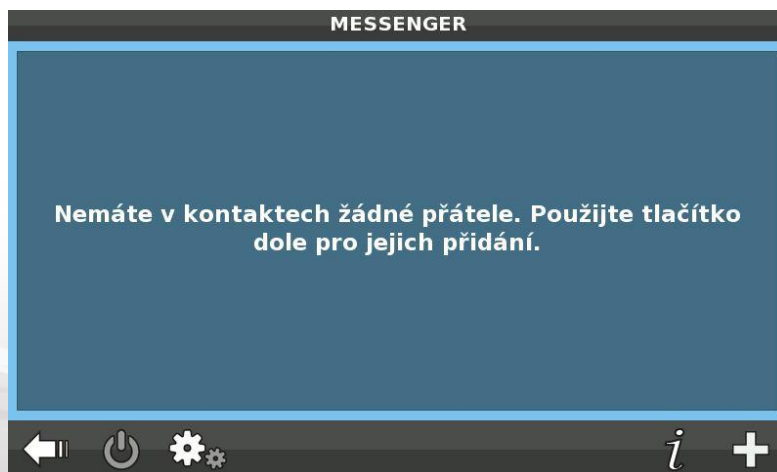 MESSENGER
Nemáte v kontaktech žádné přátele. Použijte tlačítko
dole pro jejich přidání.